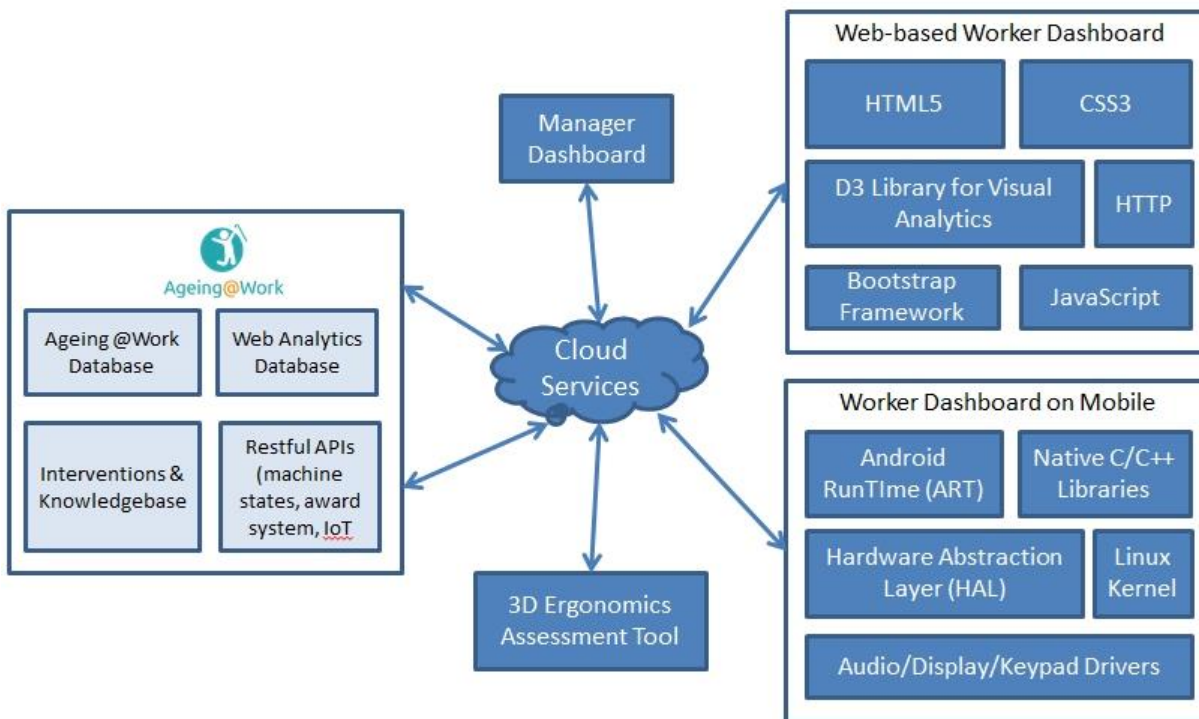 Manager
Dashboard
Ageing@Work
Ageing @Work
Database
Web Analytics
Database
Interventions &
Knowledgebase
Restful APIs
(machine
states, award
system, IoT
Cloud
Services
3D Ergonomics
Assessment Tool
Web-based Worker Dashboard
HTML5
CSS3
D3 Library for Visual
Analytics
HTTP
Bootstrap
Framework
JavaScript
Worker Dashboard on Mobile
Android
RunTIme (ART)
Native C/C++
Libraries
Hardware Abstraction
Layer (HAL)
Linux
Kernel
Audio/Display/Keypad Drivers